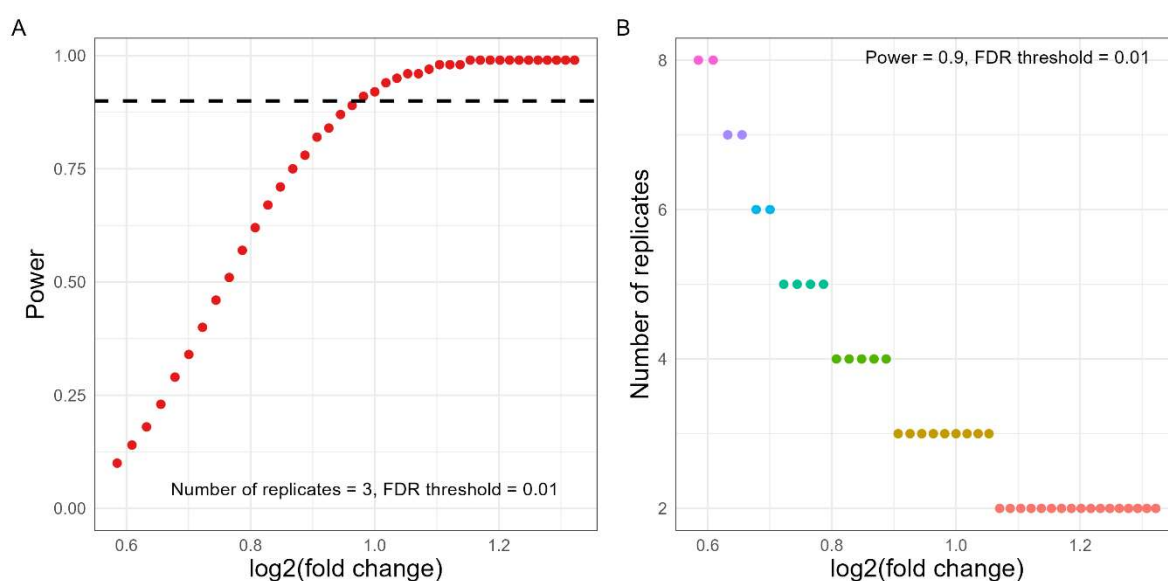 A
Power
1.00
0.75
0.50
0.25
0.00
Number of replicates = 3, FDR threshold = 0.01
0.6 0.8 1.0 1.2
log2(fold change)
B
Number of replicates
8
6
4
2
Power = 0.9, FDR threshold = 0.01
0.6 0.8 1.0 1.2
log2(fold change)